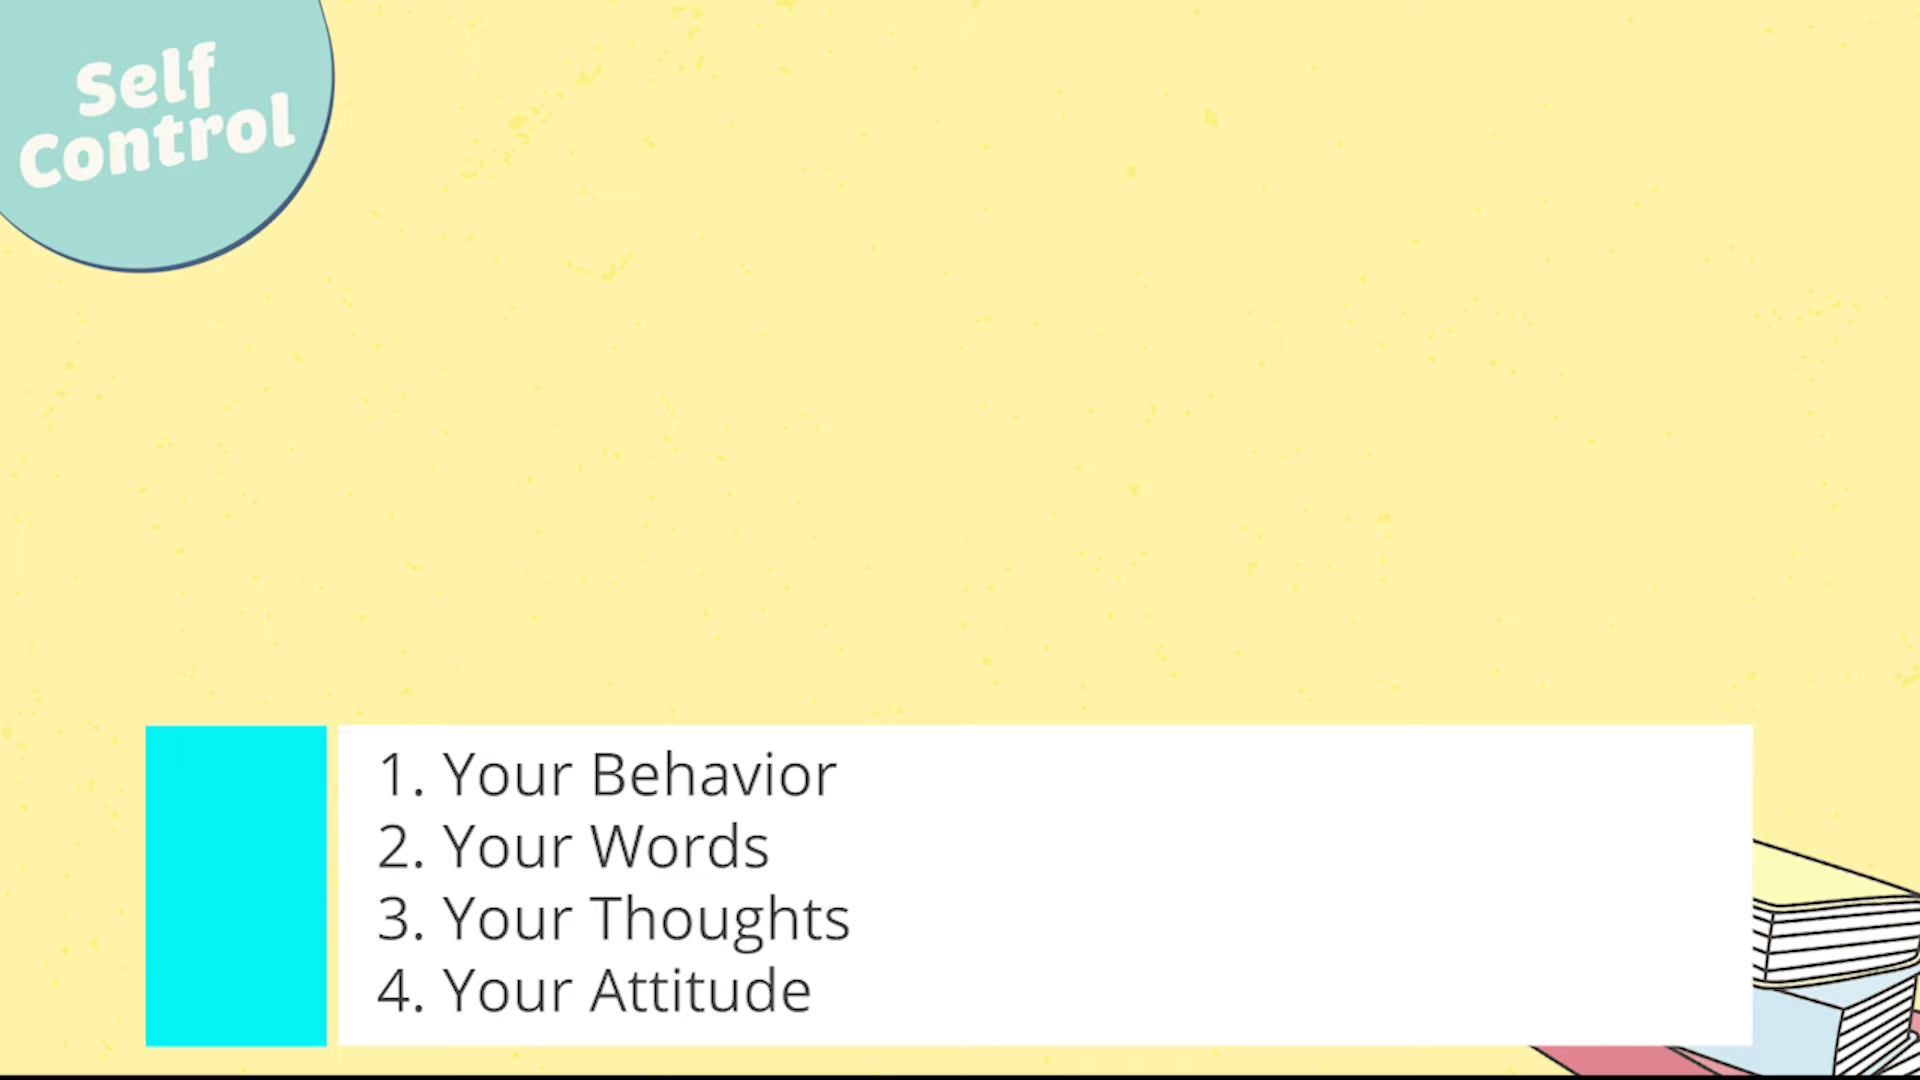 Self
Control
1. Your Behavior
2. Your Words
3. Your Thoughts
4. Your Attitude